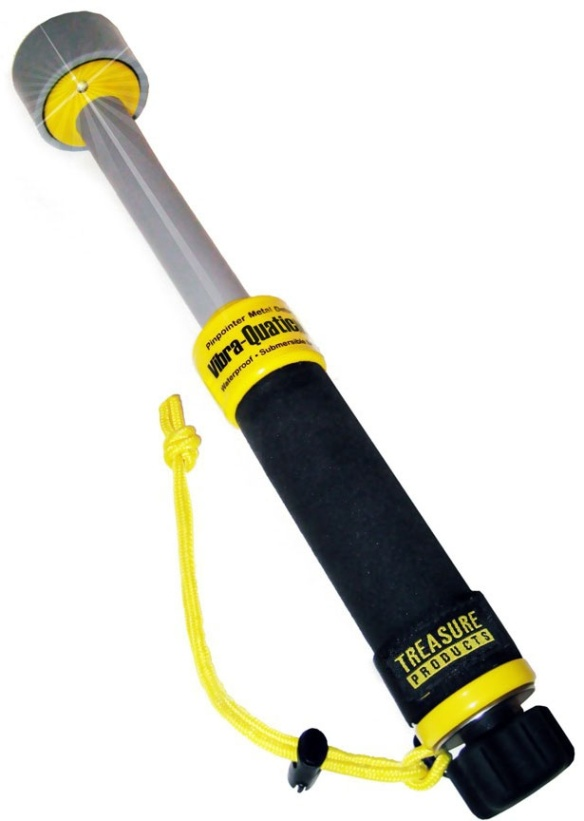 Pinpointer Metal
Vibra-Quatic
Waterproof • Submersible
TREASURE
PRODUCTS